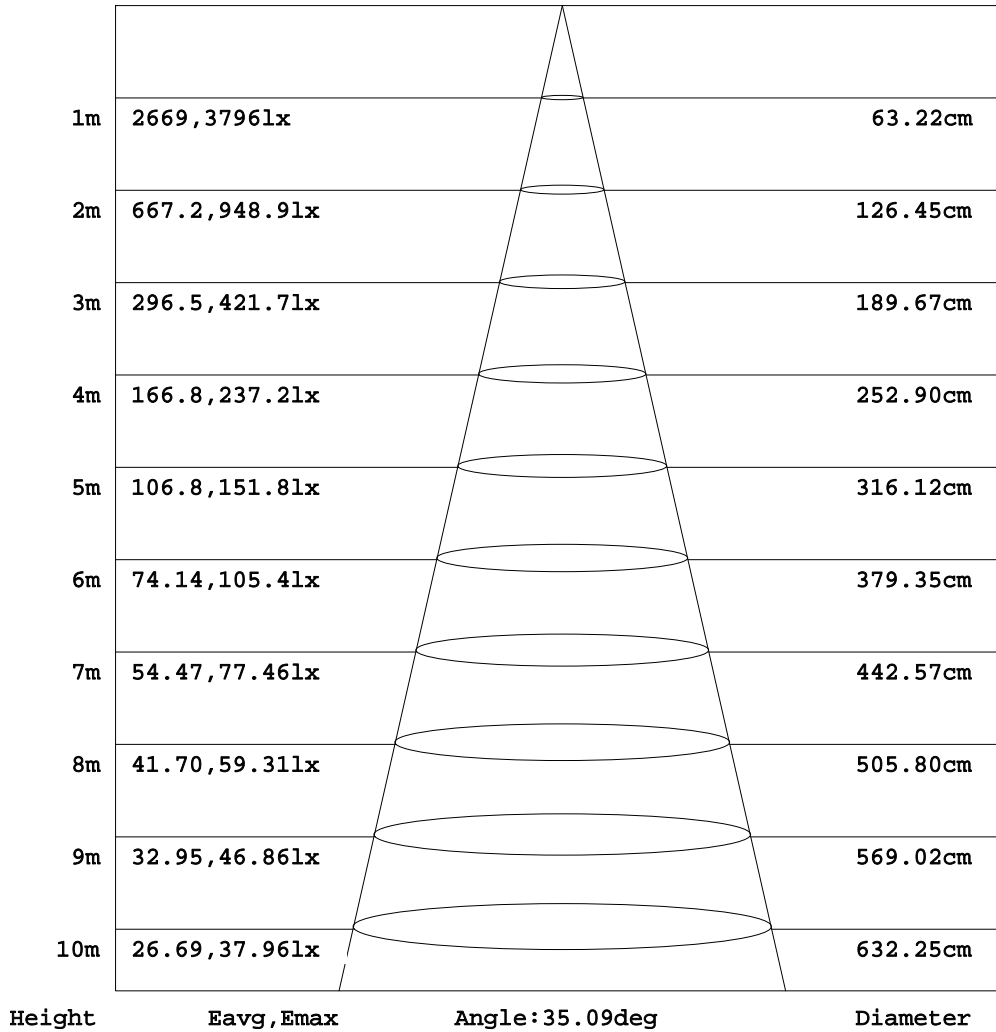 1m 2669,3796lx 63.22cm
2m 667.2,948.9lx 126.45cm
3m 296.5,421.7lx 189.67cm
4m 166.8,237.2lx 252.90cm
5m 106.8,151.8lx 316.12cm
6m 74.14,105.4lx 379.35cm
7m 54.47,77.46lx 442.57cm
8m 41.70,59.31lx 505.80cm
9m 32.95,46.86lx 569.02cm
10m 26.69,37.96lx 632.25cm
Height Eavg,Emax Angle:35.09deg Diameter